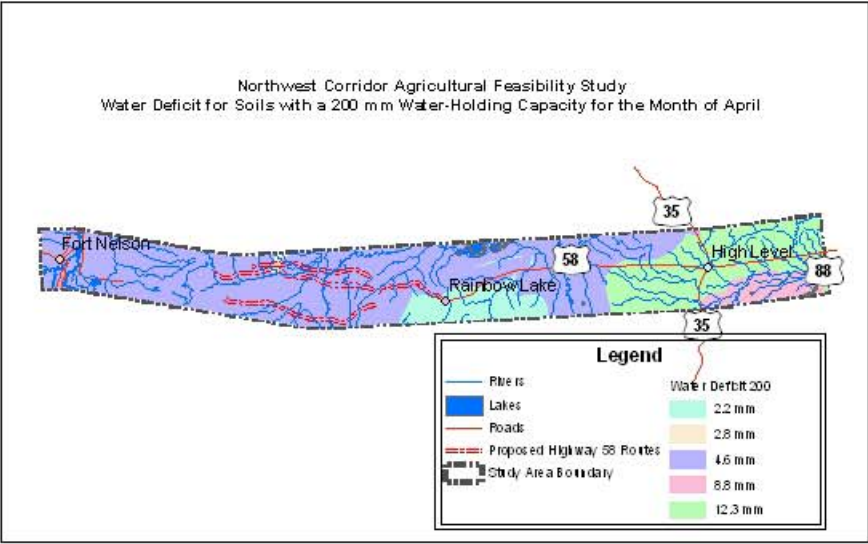 Northwest Corridor Agricultural Feasibility Study
Water Deficit for Soils with a 200 mm Water-Holding Capacity for the Month of April
35
Fort Nelson
58
High Level
88
Rainbow Lake
35
Legend
Rivers
Lakes
Roads
Proposed Highway 58 Routes
Study Area Boundary
Water Deficit 200
2.2 mm
2.8 mm
4.6 mm
8.8 mm
12.3 mm